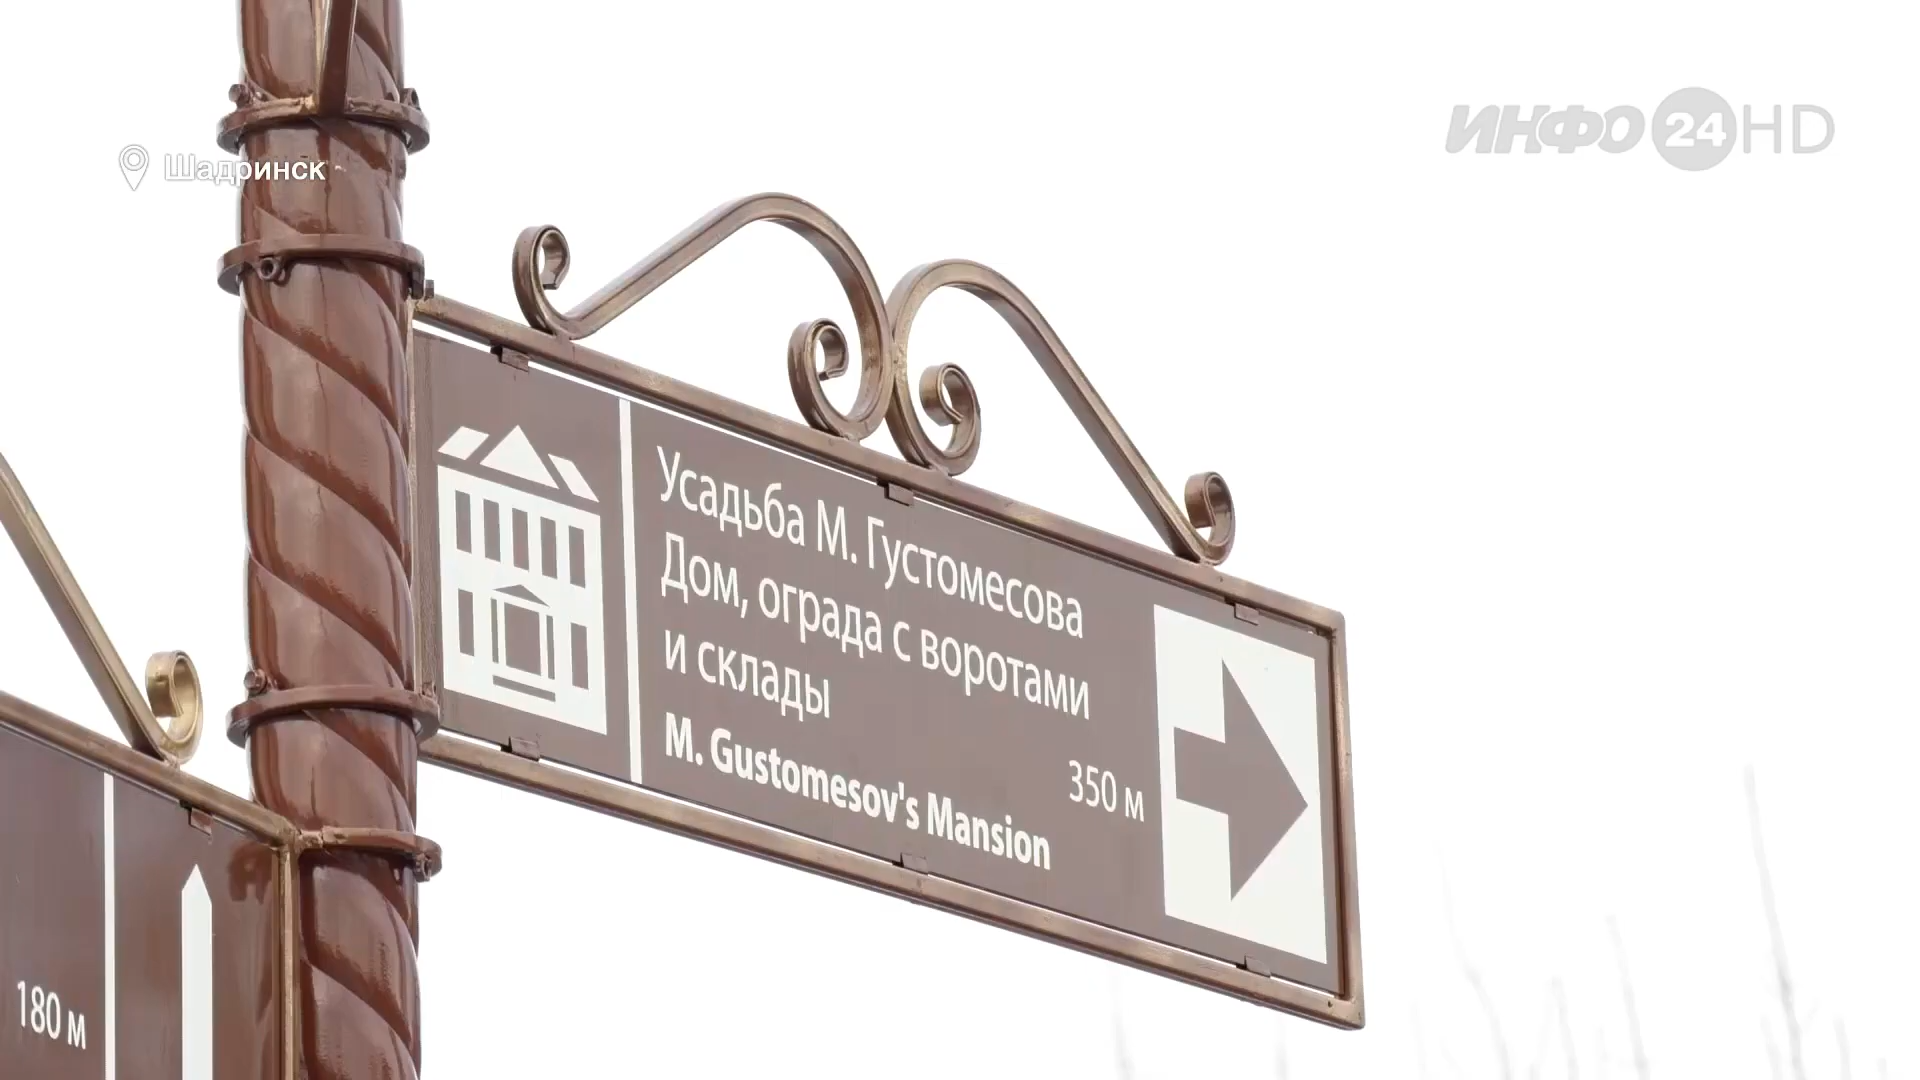 ИНФО 24 HD
Шадринск
Усадьба М. Густомесова
Дом, ограда с воротами
и склады
M. Gustomesov's Mansion
350 м
180 м